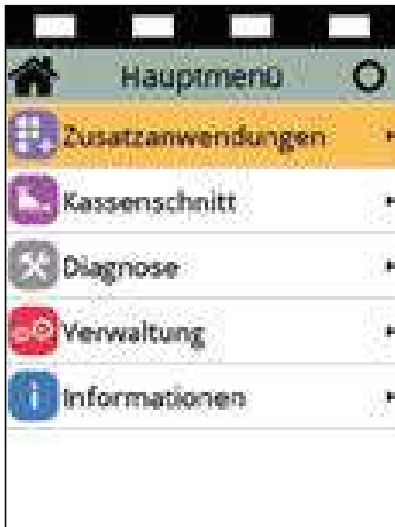 Hauptmenü
Zusatzanwendungen
Kassenschnitt
Diagnose
Verwaltung
Informationen